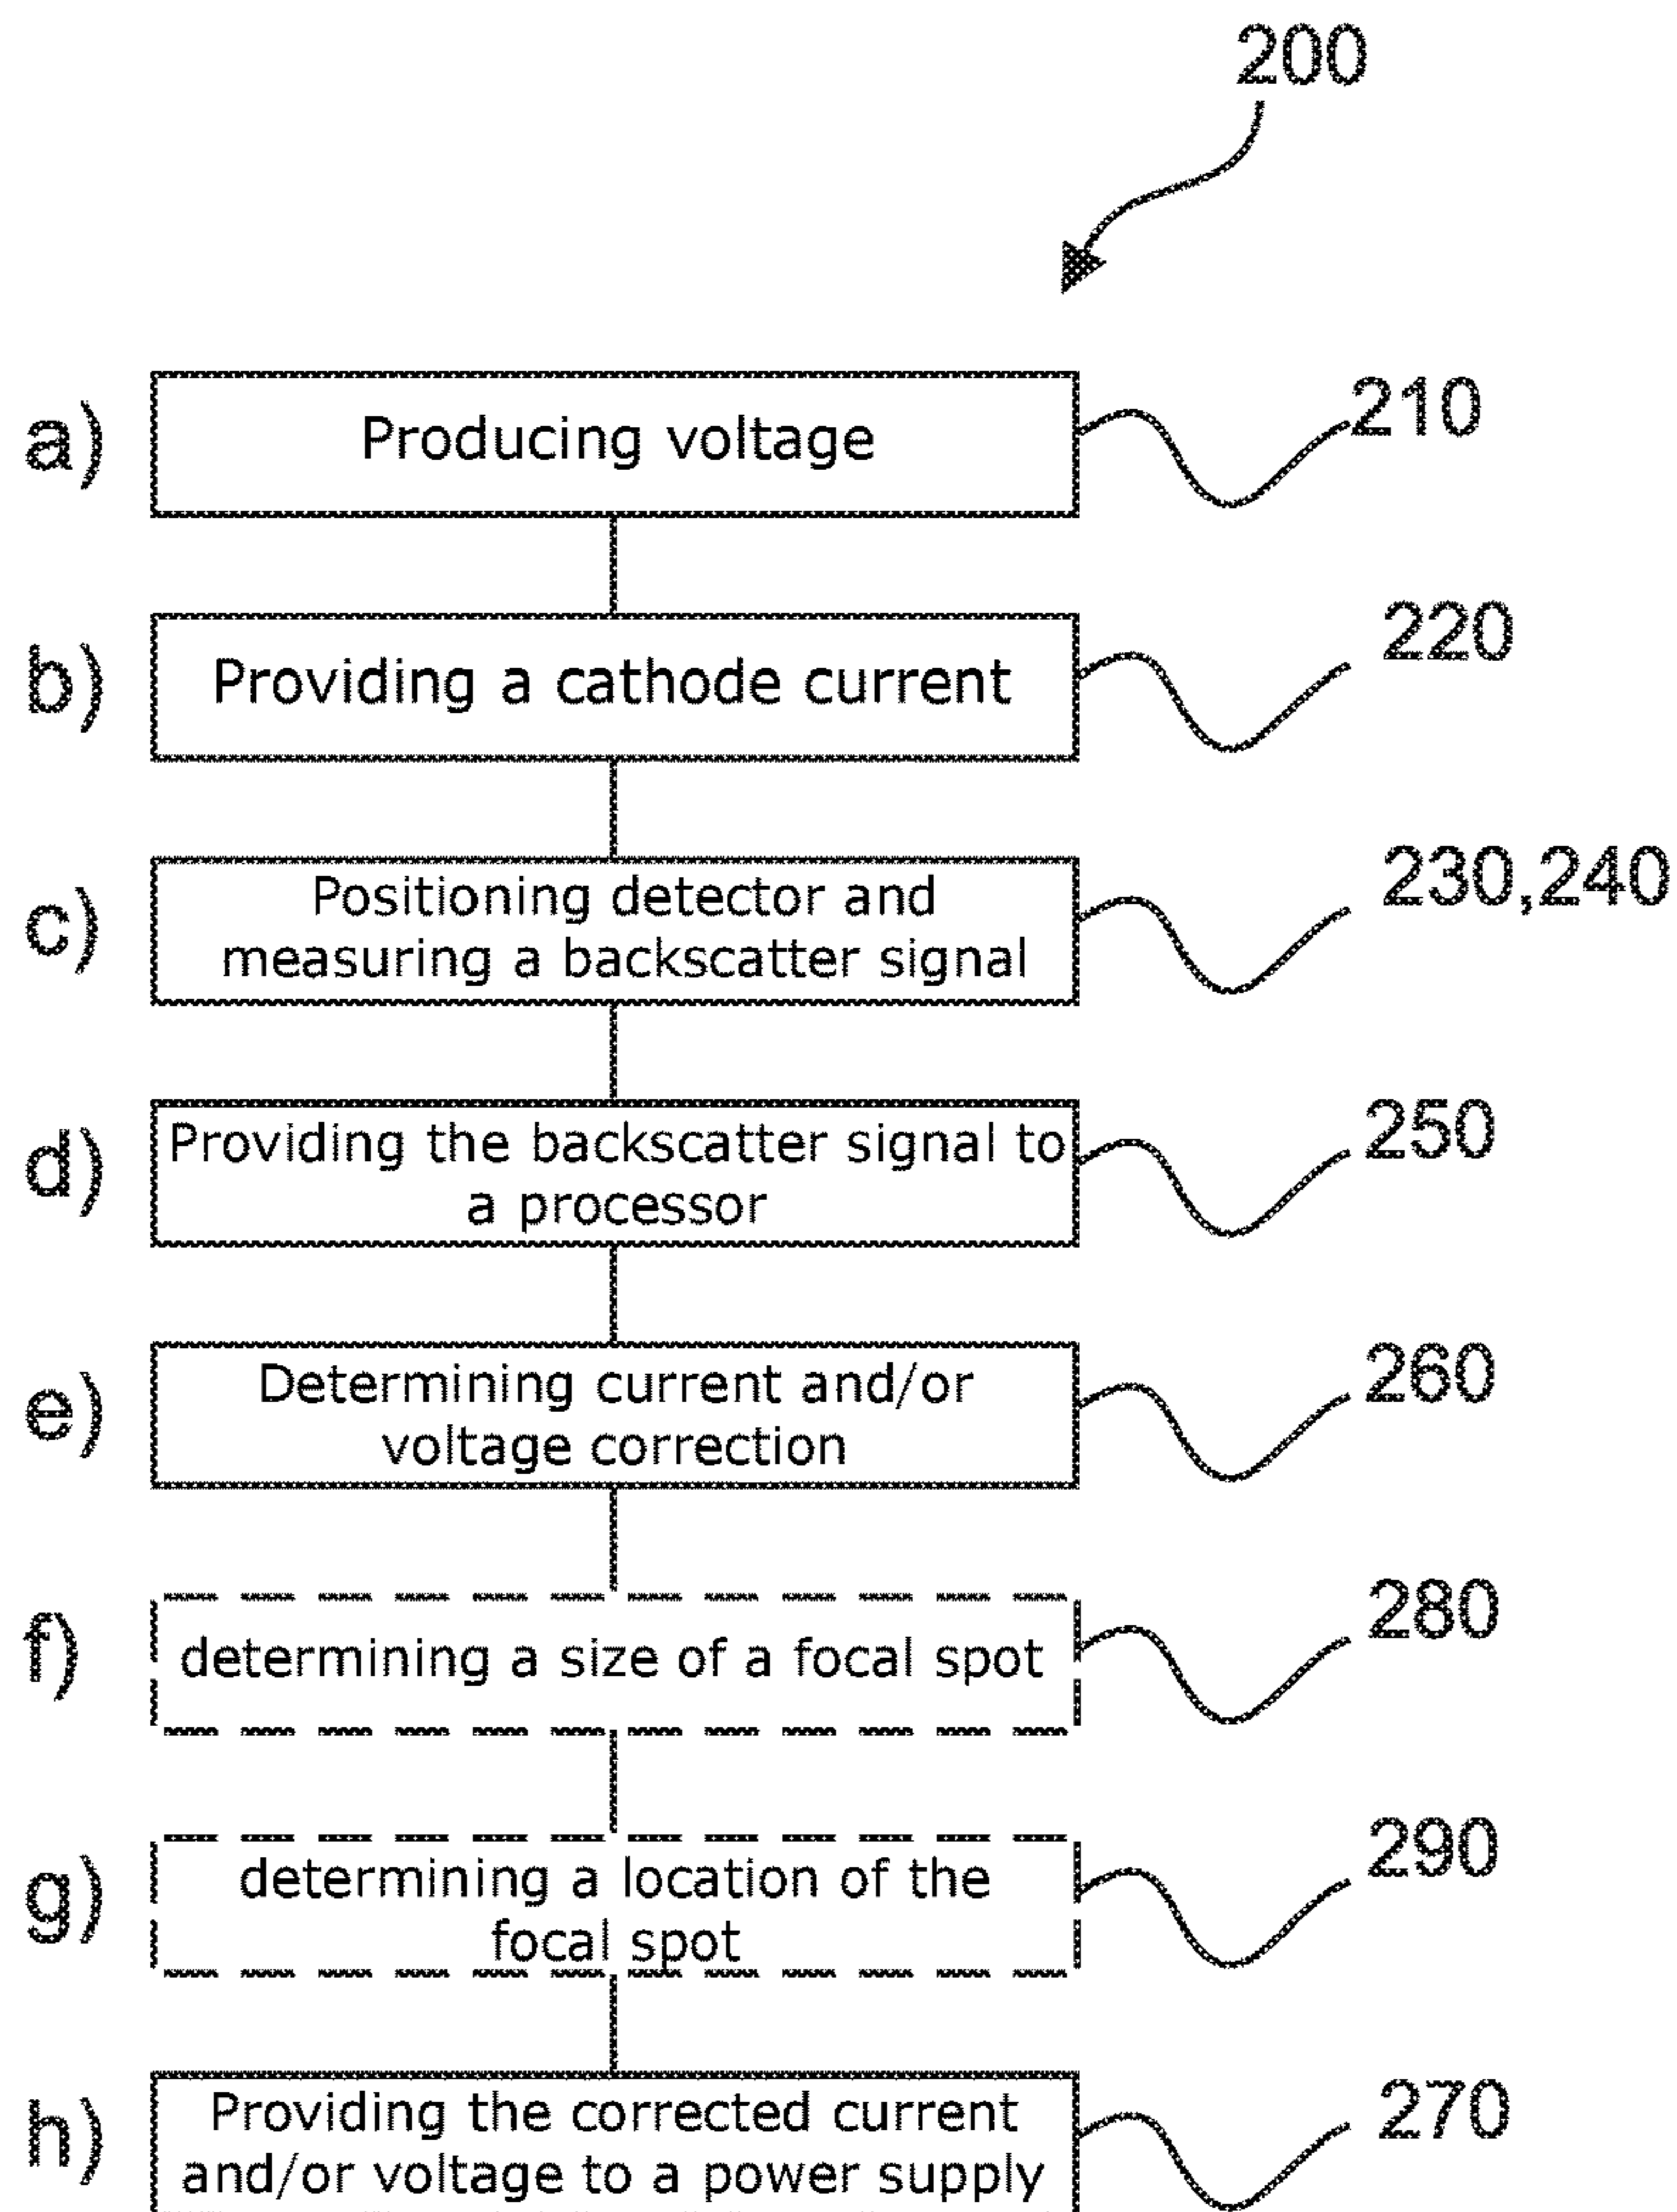 200
a) Producing voltage 210
b) Providing a cathode current 220
c) Positioning detector and
measuring a backscatter signal 230,240
d) Providing the backscatter signal to
a processor 250
e) Determining current and/or
voltage correction 260
f) determining a size of a focal spot 280
g) determining a location of the
focal spot 290
h) Providing the corrected current
and/or voltage to a power supply 270